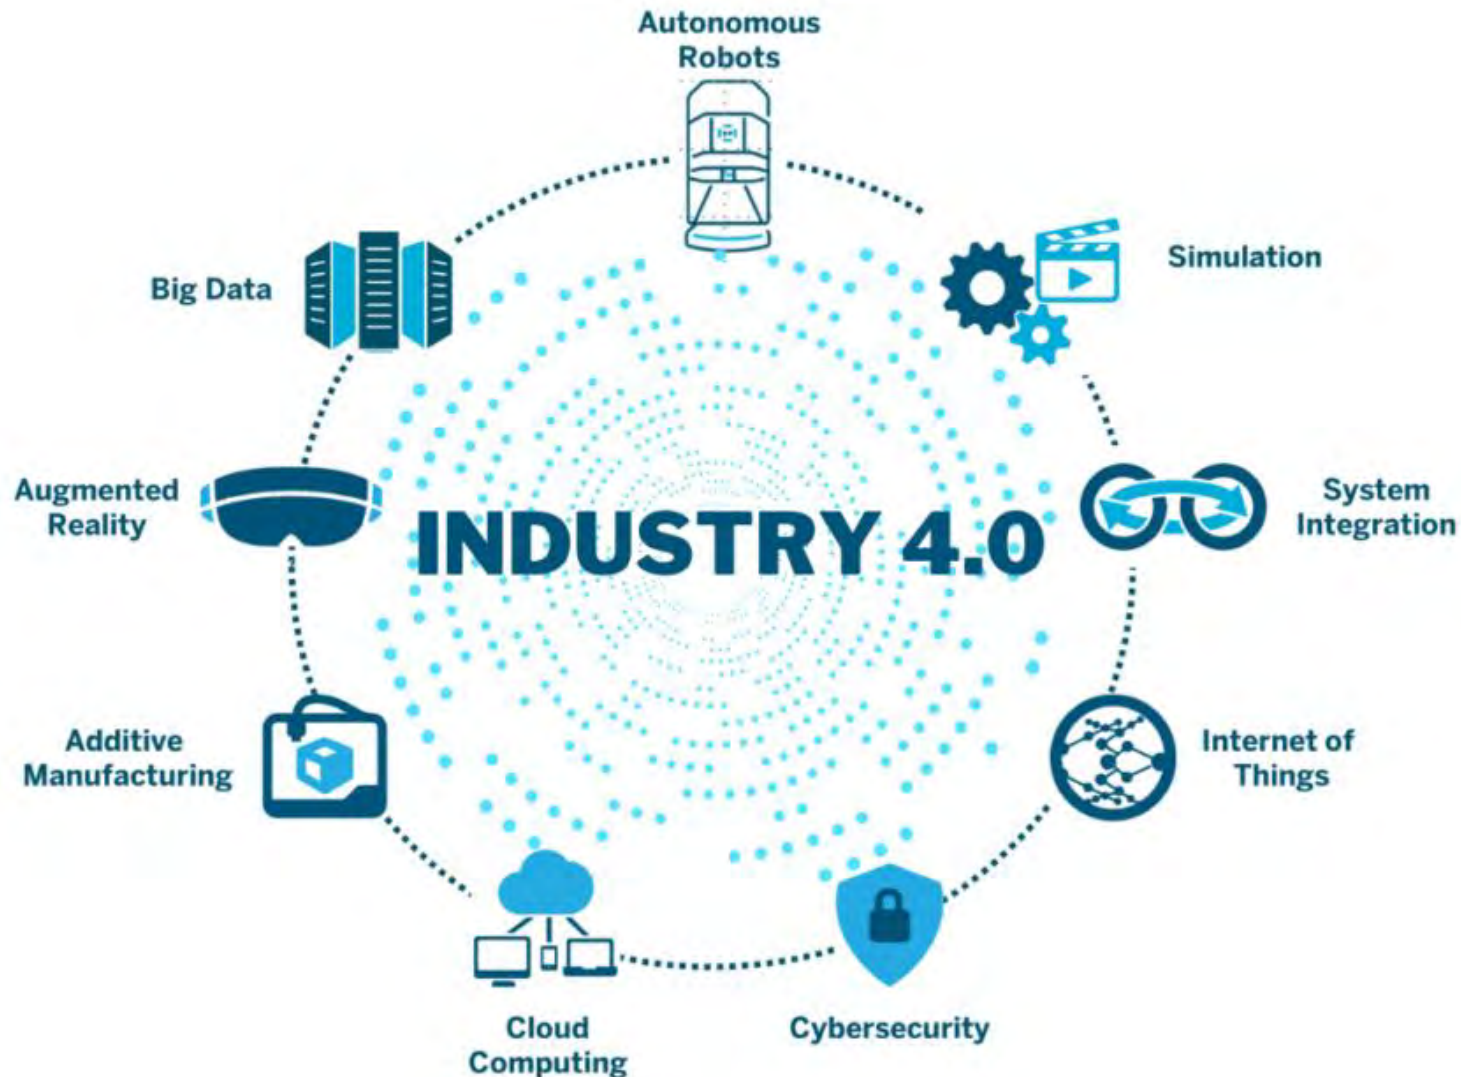 Autonomous
Robots
Simulation
Big Data
System
Integration
Augmented
Reality
INDUSTRY 4.0
Internet of
Things
Additive
Manufacturing
Cybersecurity
Cloud
Computing